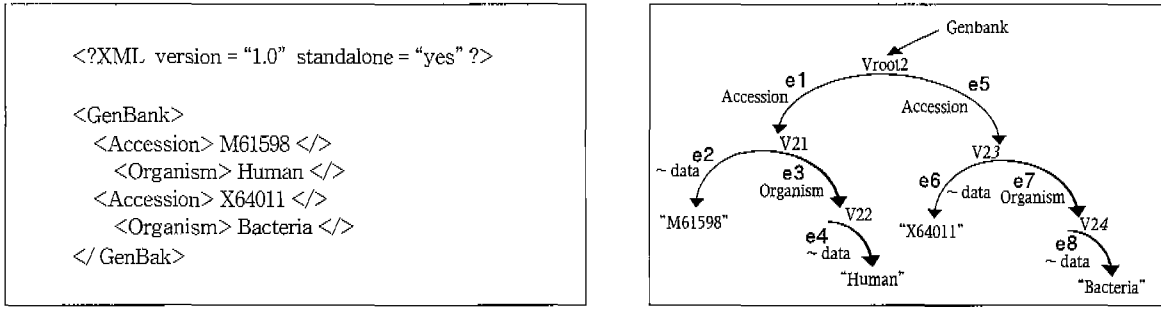 <?XML version = “1.0” standalone = “yes” ?>
<GenBank>
<Accession> M61598 </>
<Organism> Human </>
<Accession> X64011 </>
<Organism> Bacteria </>
</ GenBak>
Genbank
Vroot2
e1
e5
Accession
Accession
V21
V23
e2
~ data
e3
Organism
e6
~ data
e7
Organism
“M61598”
V22
“X64011”
V24
e4
~ data
e8
~ data
“Human”
“Bacteria”